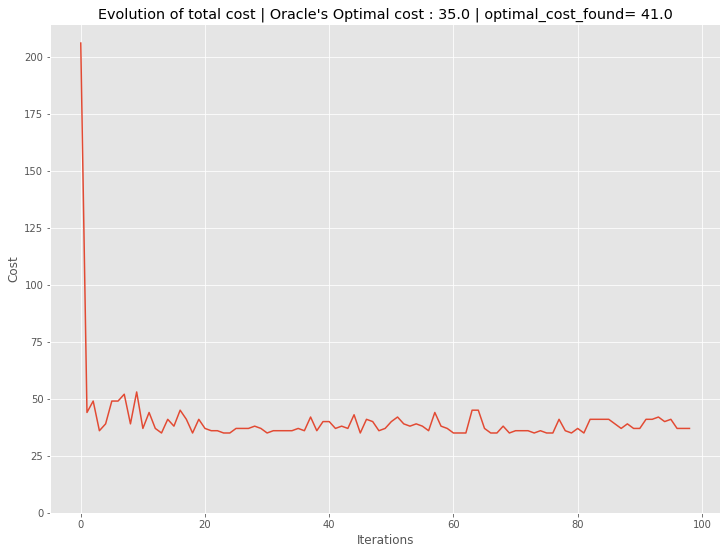 Evolution of total cost | Oracle's Optimal cost : 35.0 | optimal_cost_found= 41.0
200
175
150
125
100
75
50
25
0
Cost
0 20 40 60 80 100
Iterations